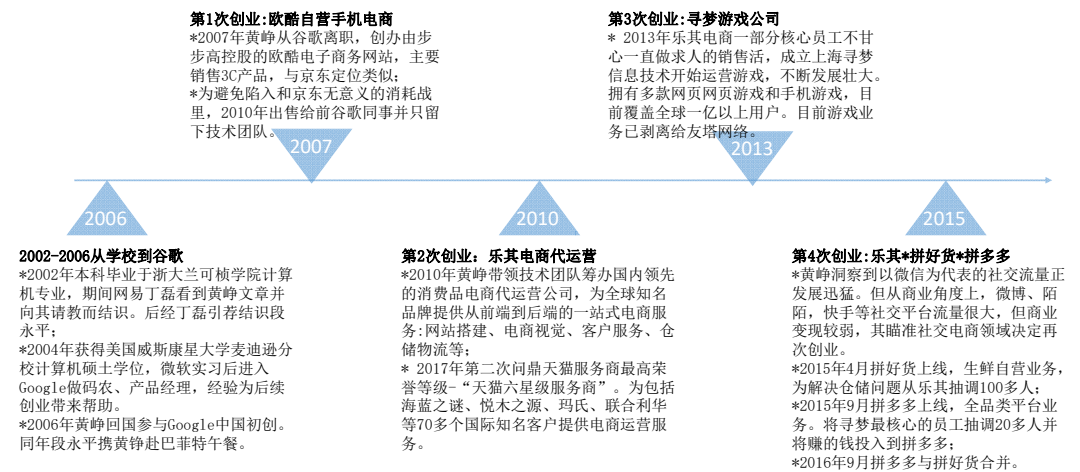 第1次创业:欧酷自营手机电商
*2007年黄峥从谷歌离职，创办由步
步高控股的欧酷电子商务网站，主要
销售3C产品，与京东定位类似；
*为避免陷入和京东无意义的消耗战
里，2010年出售给前谷歌同事并只留
下技术团队。
第3次创业:寻梦游戏公司
* 2013年乐其电商一部分核心员工不甘
心一直做求人的销售活，成立上海寻梦
信息技术开始运营游戏，不断发展壮大。
拥有多款网页网页游戏和手机游戏，目
前覆盖全球一亿以上用户。目前游戏业
务已剥离给友塔网络。
2007
2013
2006
2010
2015
2002-2006从学校到谷歌
*2002年本科毕业于浙大兰可桢学院计算
机专业，期间网易丁磊看到黄峥文章并
向其请教而结识。后经丁磊引荐结识段
永平；
*2004年获得美国威斯康星大学麦迪逊分
校计算机硕士学位，微软实习后进入
Google做码农、产品经理，经验为后续
创业带来帮助。
*2006年黄峥回国参与Google中国初创。
同年段永平携黄铮赴巴菲特午餐。
第2次创业：乐其电商代运营
*2010年黄峥带领技术团队筹办国内领先
的消费品电商代运营公司，为全球知名
品牌提供从前端到后端的一站式电商服
务:网站搭建、电商视觉、客户服务、仓
储物流等；
* 2017年第二次问鼎天猫服务商最高荣
誉等级-“天猫六星级服务商”。为包括
海蓝之谜、悦木之源、玛氏、联合利华
等70多个国际知名客户提供电商运营服
务。
第4次创业:乐其*拼好货*拼多多
*黄峥洞察到以微信为代表的社交流量正
发展迅猛。但从商业角度上，微博、陌
陌，快手等社交平台流量很大，但商业
变现较弱，其瞄准社交电商领域决定再
次创业。
*2015年4月拼好货上线，生鲜自营业务，
为解决仓储问题从乐其抽调100多人；
*2015年9月拼多多上线，全品类平台业
务。将寻梦最核心的员工抽调20多人并
将赚的钱投入到拼多多；
*2016年9月拼多多与拼好货合并。